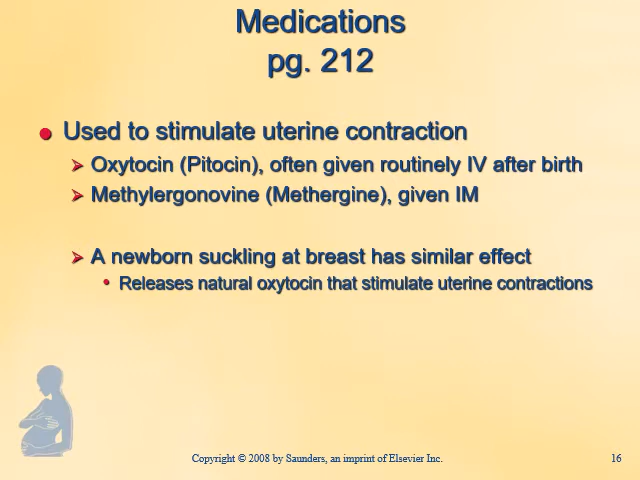 Medications
pg. 212
Used to stimulate uterine contraction
Oxytocin (Pitocin), often given routinely IV after birth
Methylergonovine (Methergine), given IM
A newborn suckling at breast has similar effect
Releases natural oxytocin that stimulate uterine contractions
Copyright © 2008 by Saunders, an imprint of Elsevier Inc.
16